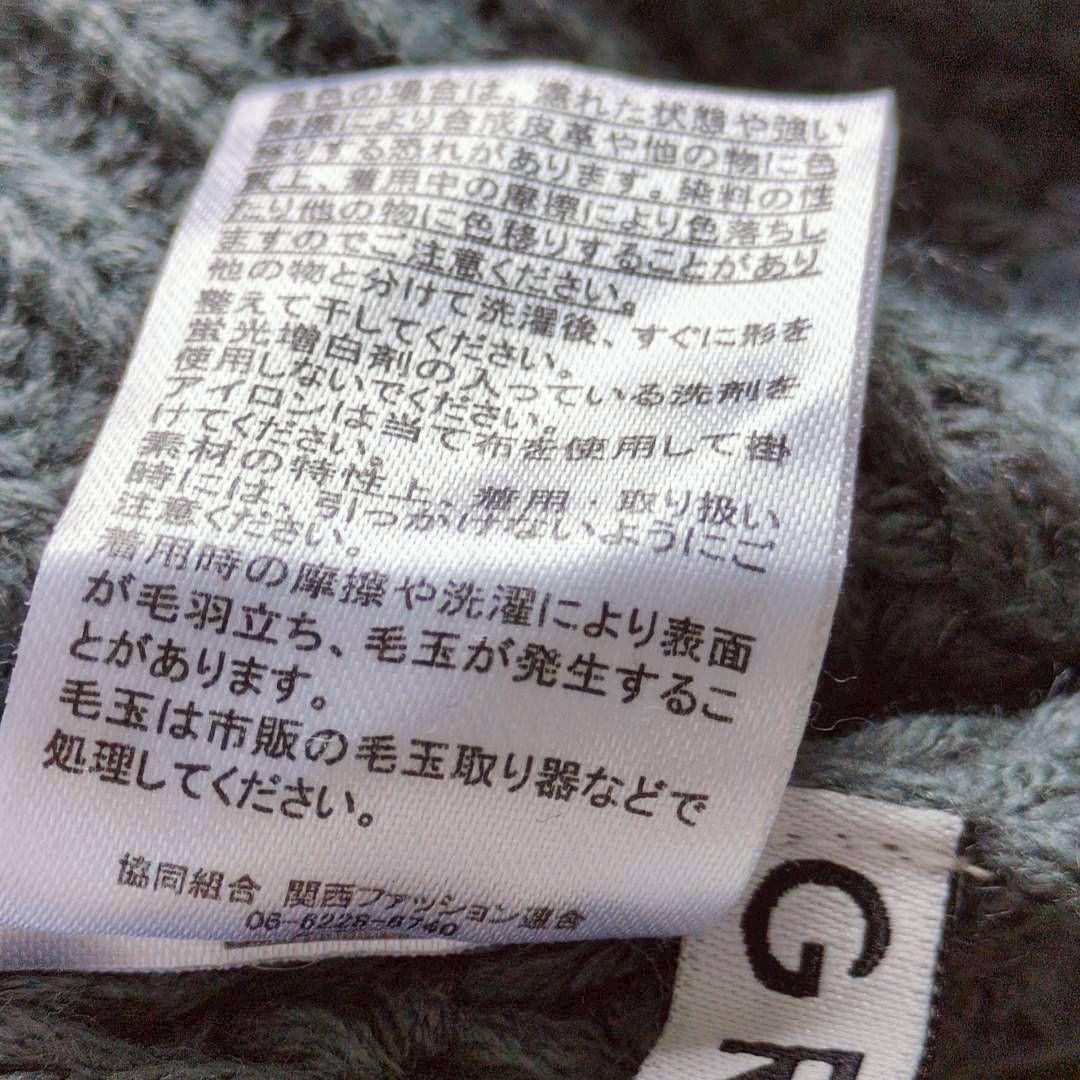 濃色の場合は、濡れた状態や強い
摩擦により合成皮革や他の物に色
移りする恐れがあります。染料の性
質上、着用中の摩擦により色落ちし
たり他の物に色移りすることがあり
ますのでご注意ください。
他の物と分けて洗濯後、すぐに形を
整えて干してください。
蛍光増白剤の入っている洗剤を
使用しないでください。
アイロンは当て布を使用して掛
けてください。
素材の特性上、着用・取り扱い
時には、引っかけないようにご
注意ください。
着用時の摩擦や洗濯により表面
が毛羽立ち、毛玉が発生するこ
とがあります。
毛玉は市販の毛玉取り器などで
処理してください。
協同組合 関西ファッション連合
06-6228-6740
GR